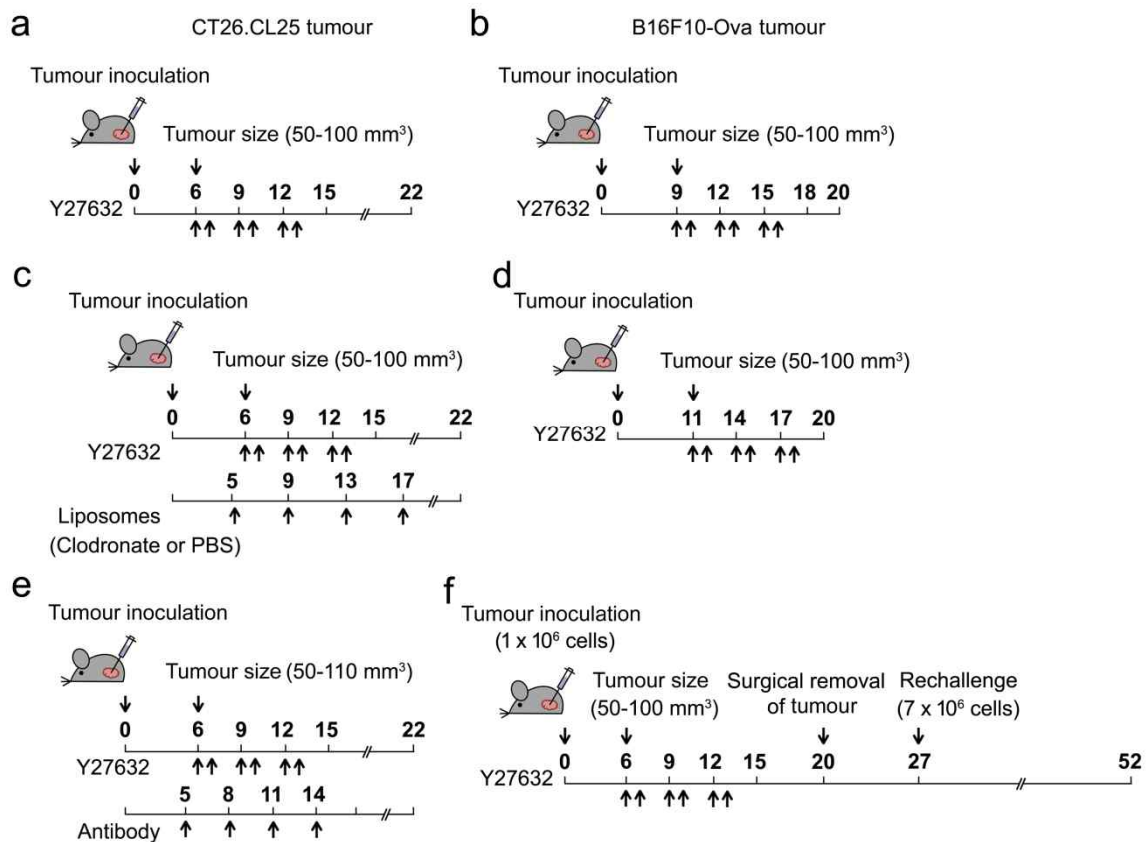 a
CT26.CL25 tumour
Tumour inoculation
Tumour size (50-100 mm³)
0 6 9 12 15 22
Y27632
b
B16F10-Ova tumour
Tumour inoculation
Tumour size (50-100 mm³)
0 9 12 15 18 20
Y27632
c
Tumour inoculation
Tumour size (50-100 mm³)
0 6 9 12 15 22
Y27632
5 9 13 17
Liposomes
(Clodronate or PBS)
d
Tumour inoculation
Tumour size (50-100 mm³)
0 11 14 17 20
Y27632
e
Tumour inoculation
Tumour size (50-110 mm³)
0 6 9 12 15 22
Y27632
5 8 11 14
Antibody
f
Tumour inoculation
(1 x 10⁶ cells)
Tumour size
(50-100 mm³)
Surgical removal
of tumour
Rechallenge
(7 x 10⁶ cells)
0 6 9 12 15 20 27 52
Y27632